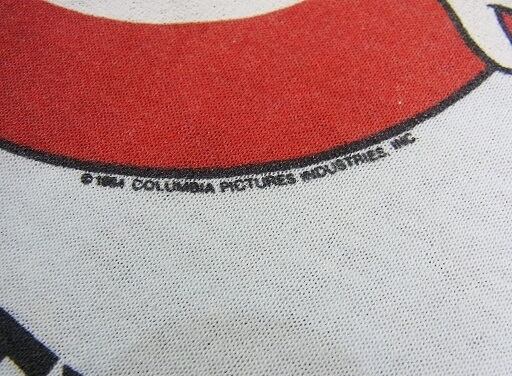 © 1984 COLUMBIA PICTURES INDUSTRIES, INC